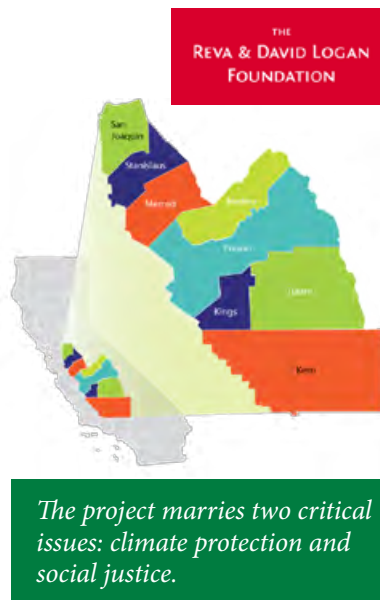 THE
REVA & DAVID LOGAN
FOUNDATION
San
Joaquin
Stanislaus
Merced
Madera
Fresno
Tulare
Kings
Kern
The project marries two critical
issues: climate protection and
social justice.